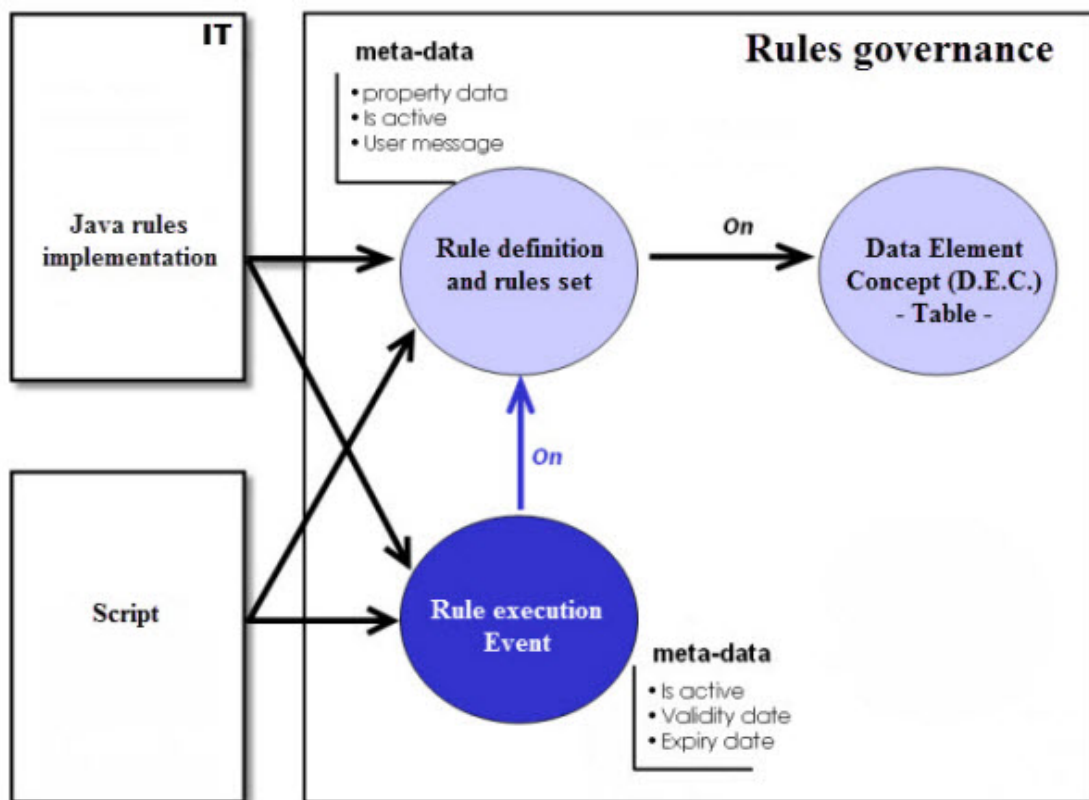 IT
Java rules
implementation
Script
Rules governance
meta-data
• property data
• Is active
• User message
Rule definition
and rules set
On
Data Element
Concept (D.E.C.)
- Table -
On
Rule execution
Event
meta-data
• Is active
• Validity date
• Expiry date